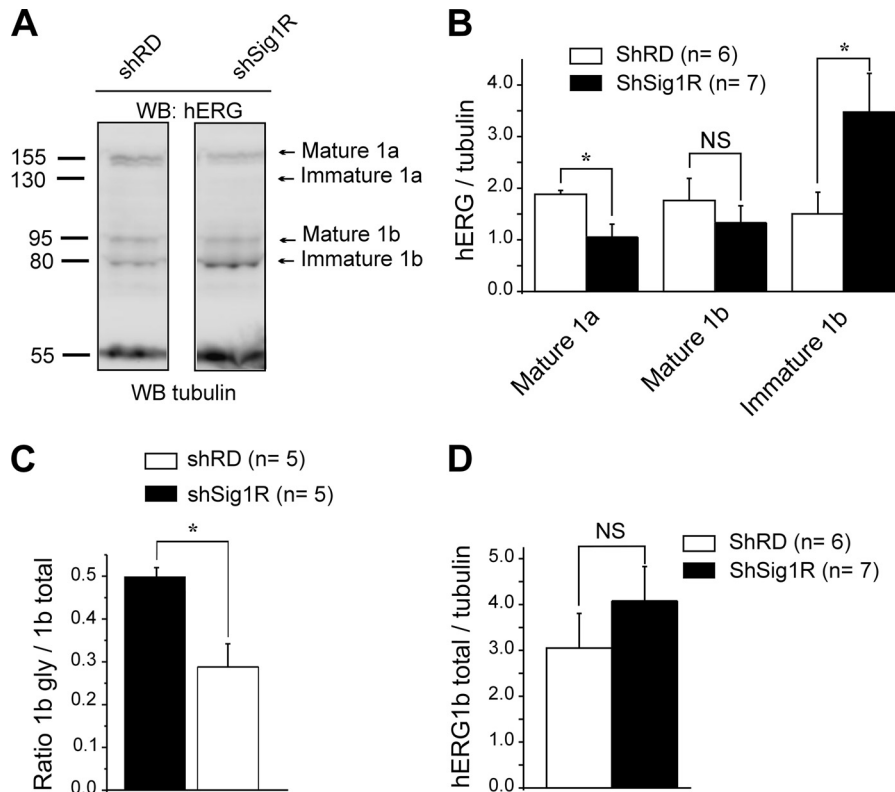 A
shRD
shSig1R
WB: hERG
155
130
95
80
55
Mature 1a
Immature 1a
Mature 1b
Immature 1b
WB tubulin
B
ShRD (n= 6)
ShSig1R (n= 7)
hERG / tubulin
4.0
3.0
2.0
1.0
0.0
*
NS
*
Mature 1a
Mature 1b
Immature 1b
C
shRD (n= 5)
shSig1R (n= 5)
Ratio 1b gly / 1b total
0.5
0.4
0.3
0.2
0.1
0.0
*
D
ShRD (n= 6)
ShSig1R (n= 7)
hERG1b total / tubulin
5.0
4.0
3.0
2.0
1.0
0.0
NS